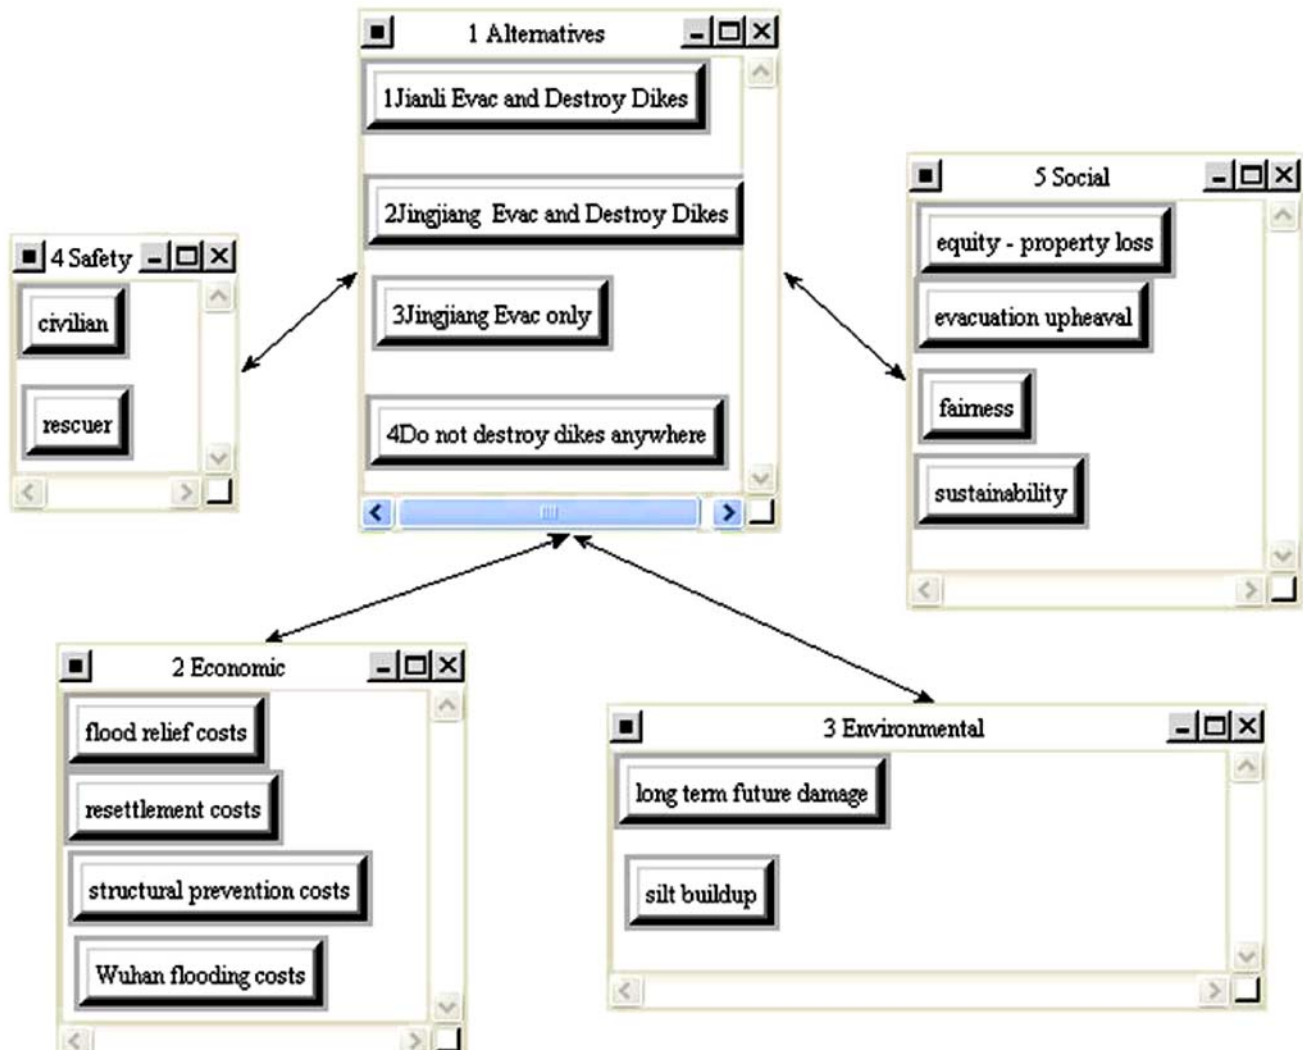 1 Alternatives
1Jianli Evac and Destroy Dikes
2Jingjiang Evac and Destroy Dikes
3Jingjiang Evac only
4Do not destroy dikes anywhere
4 Safety
civilian
rescuer
5 Social
equity - property loss
evacuation upheaval
fairness
sustainability
2 Economic
flood relief costs
resettlement costs
structural prevention costs
Wuhan flooding costs
3 Environmental
long term future damage
silt buildup